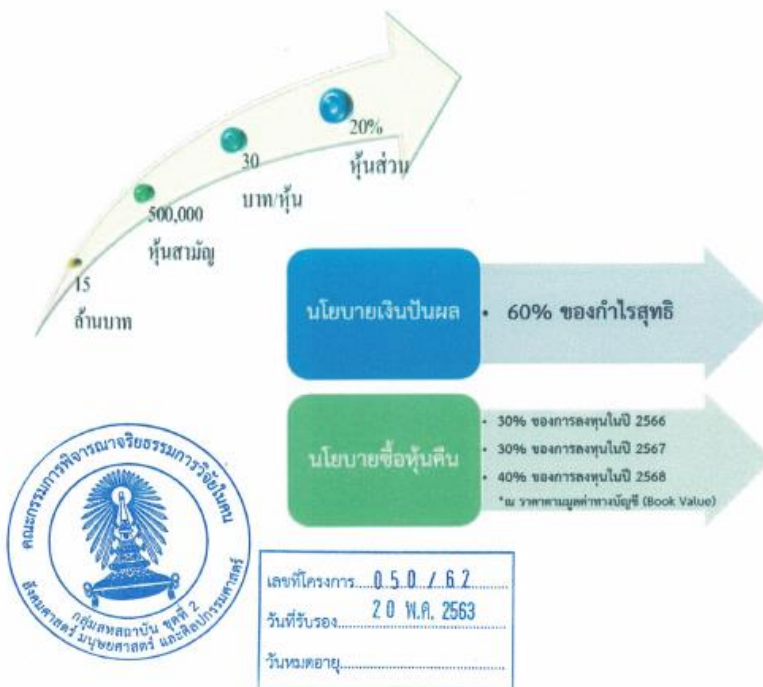 15
ล้านบาท
500,000
หุ้นสามัญ
30
บาท/หุ้น
20%
หุ้นส่วน
นโยบายเงินปันผล
• 60% ของกำไรสุทธิ
นโยบายซื้อหุ้นคืน
• 30% ของการลงทุนในปี 2566
• 30% ของการลงทุนในปี 2567
• 40% ของการลงทุนในปี 2568
*ณ ราคาตามมูลค่าทางบัญชี (Book Value)
คณะกรรมการพิจารณาจริยธรรมการวิจัยในคน
กลุ่มสหสถาบัน ชุดที่ 2
สังคมศาสตร์ มนุษยศาสตร์ และศิลปกรรมศาสตร์
เลขที่โครงการ 050/62
วันที่รับรอง 20 พ.ค. 2563
วันหมดอายุ